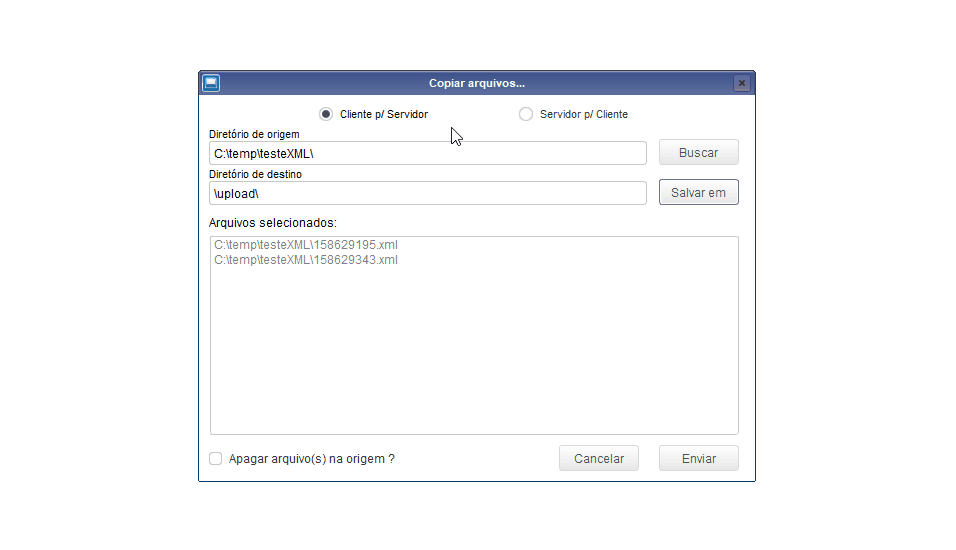 Copiar arquivos...
Cliente p/ Servidor
Servidor p/ Cliente
Diretório de origem
C:\temp\testeXML\
Buscar
Diretório de destino
\upload\
Salvar em
Arquivos selecionados:
C:\temp\testeXML\158629195.xml
C:\temp\testeXML\158629343.xml
Apagar arquivo(s) na origem ?
Cancelar
Enviar